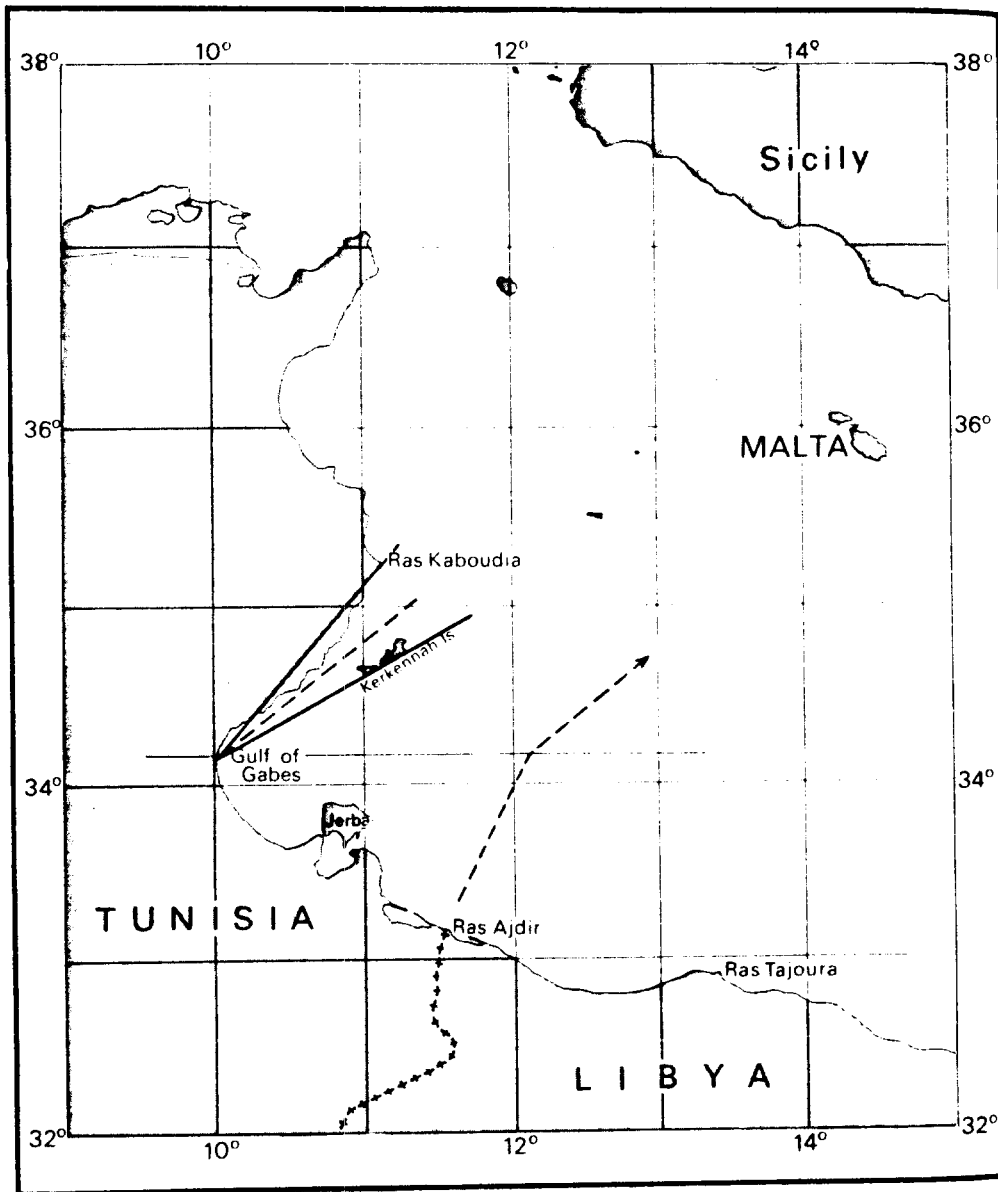 10° 12° 14°
38° 38°
Sicily
36° 36°
MALTA
Ras Kaboudia
Kerkennah Is
Gulf of
Gabes
34° 34°
Jerba
TUNISIA
Ras Ajdir
Ras Tajoura
LIBYA
32° 32°
10° 12° 14°